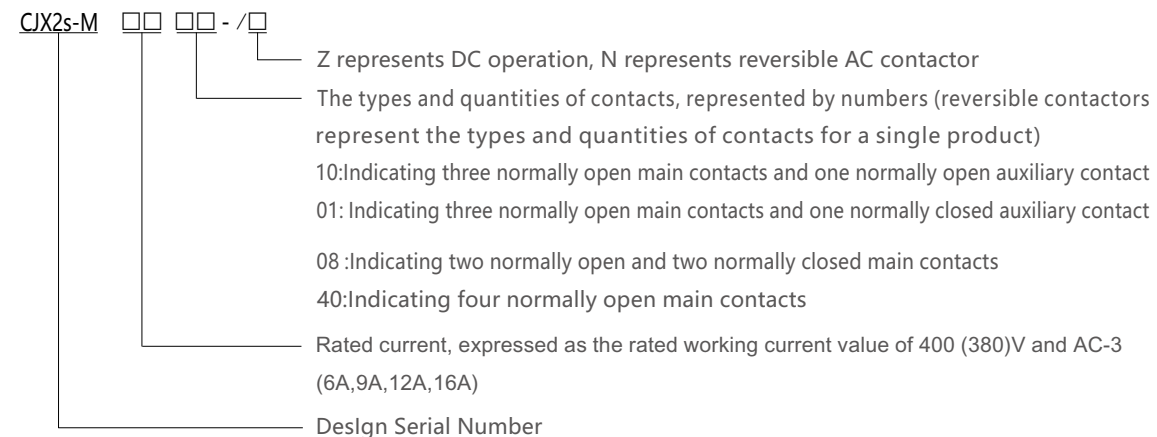 CJX2s-M □□ □□ - /□
Z represents DC operation, N represents reversible AC contactor
The types and quantities of contacts, represented by numbers (reversible contactors
represent the types and quantities of contacts for a single product)
10:Indicating three normally open main contacts and one normally open auxiliary contact
01: Indicating three normally open main contacts and one normally closed auxiliary contact
08 :Indicating two normally open and two normally closed main contacts
40:Indicating four normally open main contacts
Rated current, expressed as the rated working current value of 400 (380)V and AC-3
(6A,9A,12A,16A)
DesIgn Serial Number